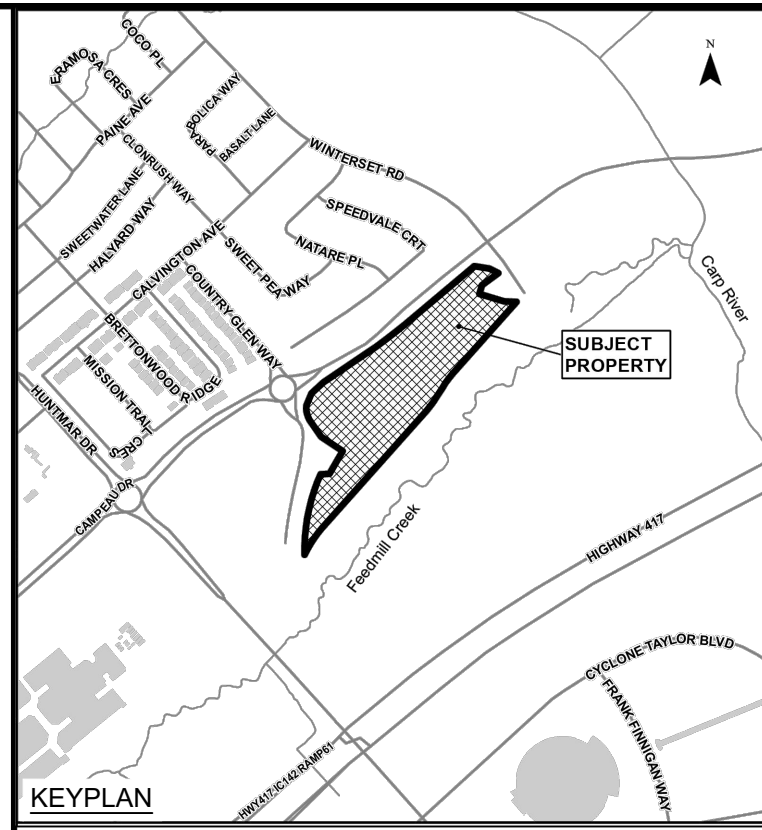 COCO PL
N
ERAMOSA CRES
PAINE AVE
PARABOLICA WAY
BASALT LANE
CLONRUSH WAY
WINTERSET RD
SWEETWATER LANE
HALYARD WAY
SPEEDVALE CRT
CALVINGTON AVE
SWEET PEA WAY
NATARE PL
COUNTRY GLEN WAY
Carp River
BRETTONWOOD RIDGE
SUBJECT
PROPERTY
MISSION TRAIL CRES
HUNTMAR DR
CAMPEAU DR
Feedmill Creek
HIGHWAY 417
CYCLONE TAYLOR BLVD
FRANK FINNIGAN WAY
HWY417 IC142 RAMP61
KEYPLAN